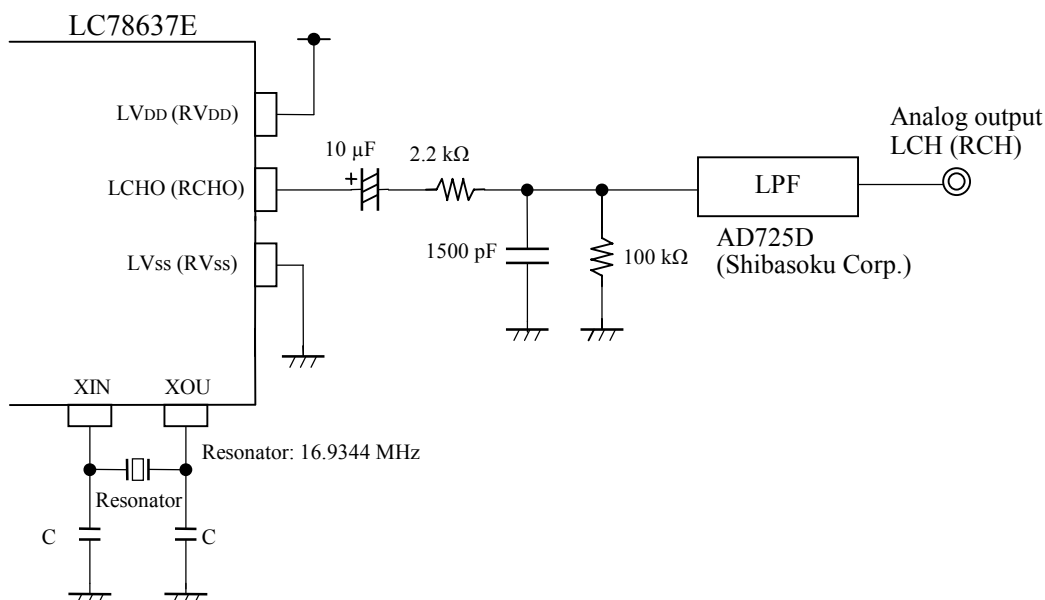 LC78637E
LVDD (RVDD)
LCHO (RCHO)
LVSS (RVSS)
10 µF
2.2 kΩ
+
1500 pF
100 kΩ
LPF
AD725D
(Shibasoku Corp.)
Analog output
LCH (RCH)
XIN
XOU
Resonator: 16.9344 MHz
Resonator
C
C